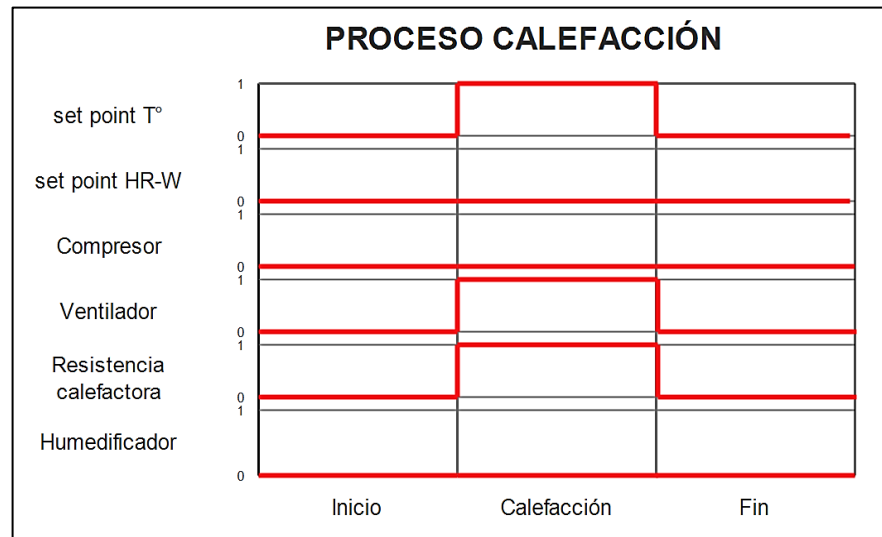 PROCESO CALEFACCIÓN
1
set point T°
0
1
set point HR-W
0
1
Compresor
0
1
Ventilador
0
1
Resistencia
calefactora
0
1
Humedificador
0
Inicio Calefacción Fin